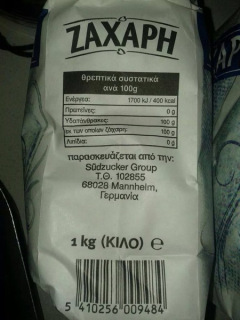 ΖΑΧΑΡΗ
θρεπτικά συστατικά
ανά 100g
Ενέργεια: 1700 kJ / 400 kcal
Πρωτεΐνες: 0 g
Υδατάνθρακες: 100 g
εκ των οποίων ζάχαρη: 100 g
Λιπίδια: 0 g
παρασκευάζεται από την:
Südzucker Group
Τ.Θ. 102855
68028 Mannheim,
Γερμανία
1 kg (ΚΙΛΟ) e
5 410256 009484